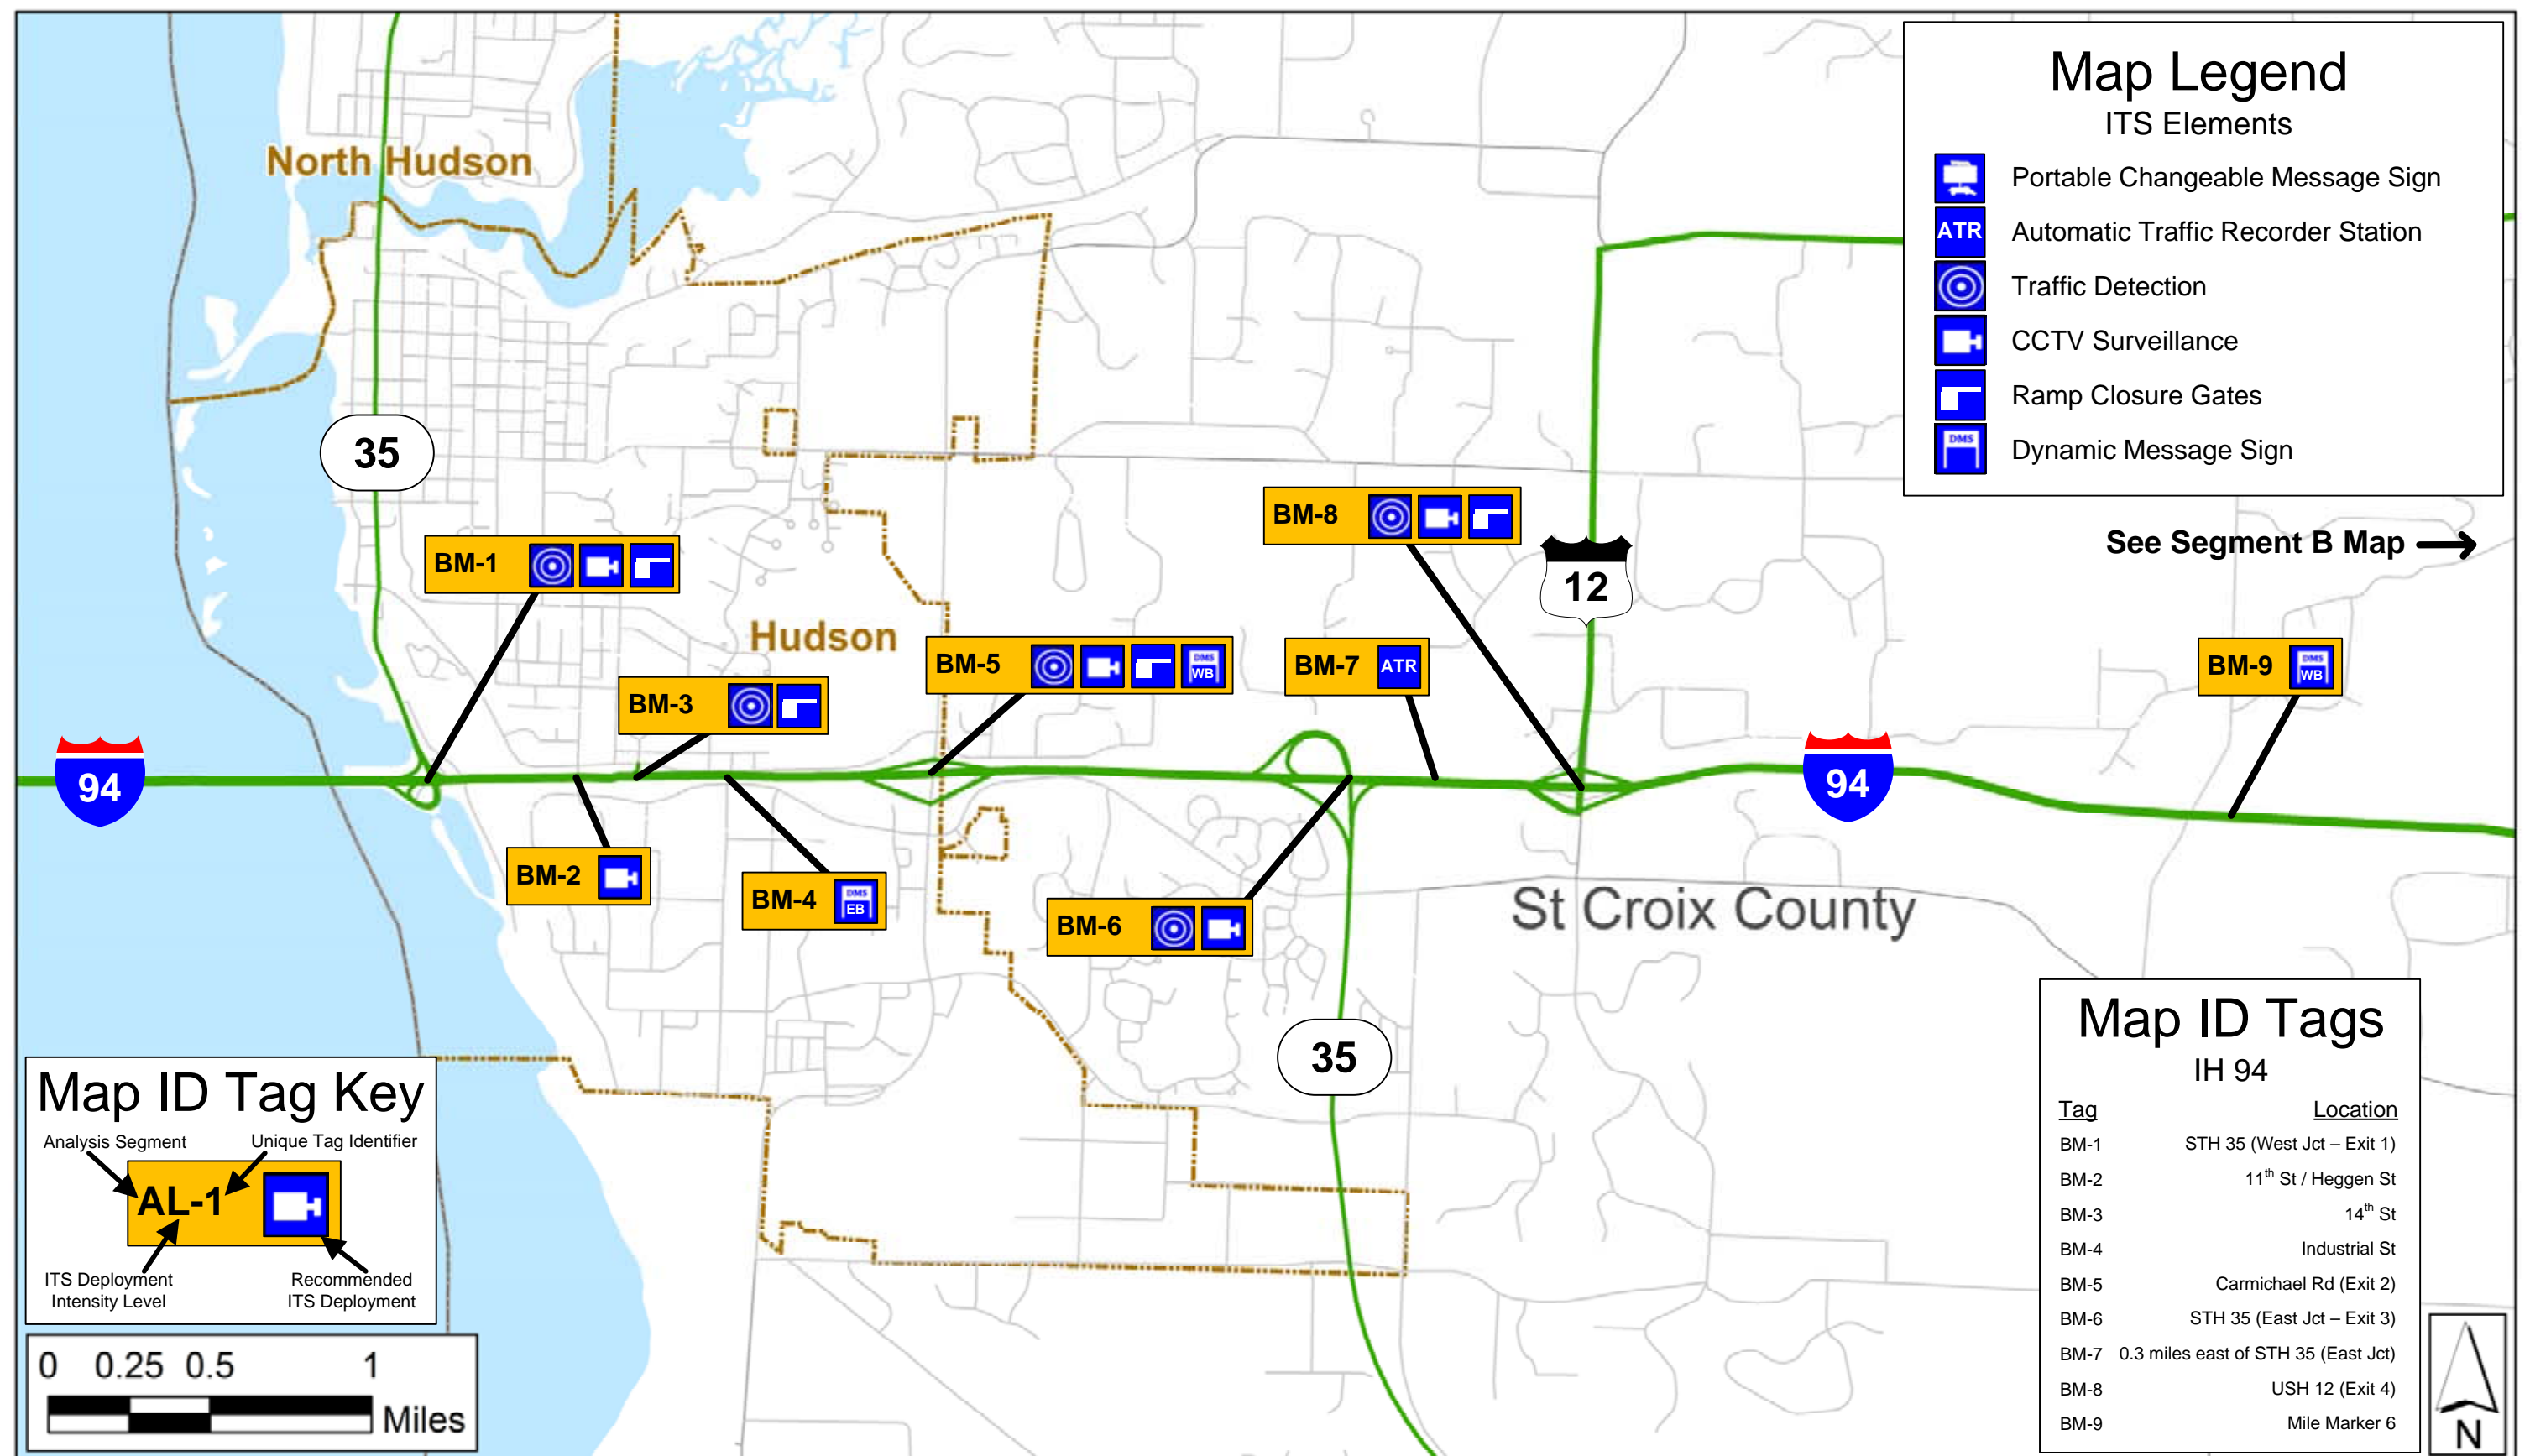 Map Legend
ITS Elements
Portable Changeable Message Sign
ATR Automatic Traffic Recorder Station
Traffic Detection
CCTV Surveillance
Ramp Closure Gates
DMS Dynamic Message Sign
North Hudson
35
BM-8
See Segment B Map
12
BM-1
Hudson
BM-5 DMS WB
BM-7 ATR
BM-9 DMS WB
BM-3
94
94
BM-2
BM-4 DMS EB
BM-6
St Croix County
35
Map ID Tag Key
Analysis Segment Unique Tag Identifier
AL-1
ITS Deployment Intensity Level
Recommended ITS Deployment
0 0.25 0.5 1
Miles
Map ID Tags
IH 94
Tag Location
BM-1 STH 35 (West Jct – Exit 1)
BM-2 11th St / Heggen St
BM-3 14th St
BM-4 Industrial St
BM-5 Carmichael Rd (Exit 2)
BM-6 STH 35 (East Jct – Exit 3)
BM-7 0.3 miles east of STH 35 (East Jct)
BM-8 USH 12 (Exit 4)
BM-9 Mile Marker 6
N